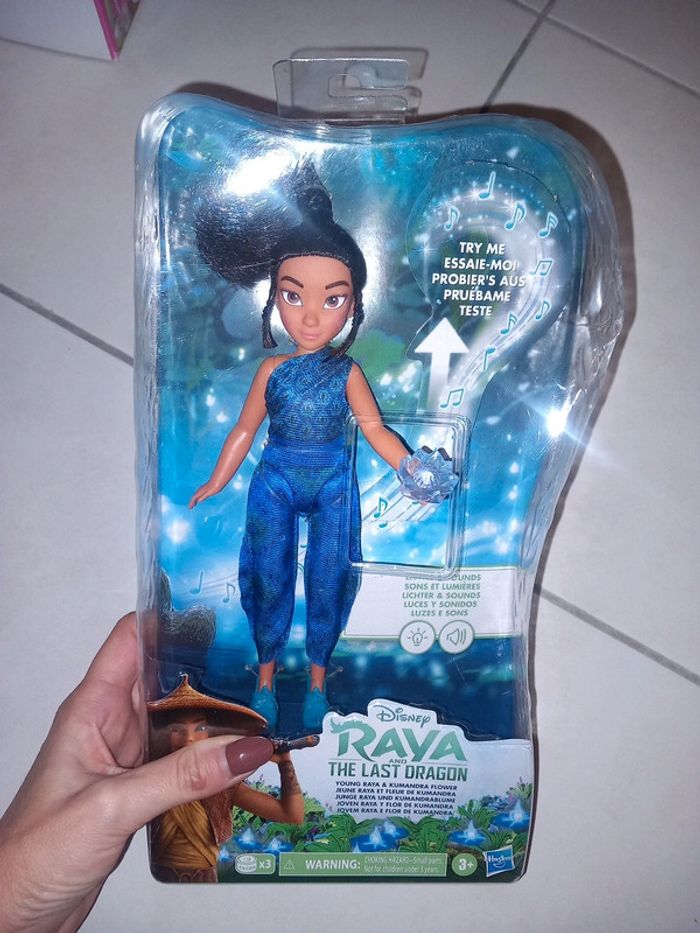 TRY ME
ESSAIE-MOI
PROBIER'S AUS
PRUÉBAME
TESTE
SOUNDS
SONS ET LUMIÈRES
LICHTER & SOUNDS
LUCES Y SONIDOS
LUZES E SONS
Disney
RAYA
AND
THE LAST DRAGON
YOUNG RAYA & KUMANDRA FLOWER
JEUNE RAYA ET FLEUR DE KUMANDRA
JUNGE RAYA UND KUMANDRABLUME
JOVEN RAYA Y FLOR DE KUMANDRA
JOVEM RAYA E FLOR DE KUMANDRA
x3
WARNING: CHOKING HAZARD—Small parts.
Not for children under 3 years.
3+
Hasbro